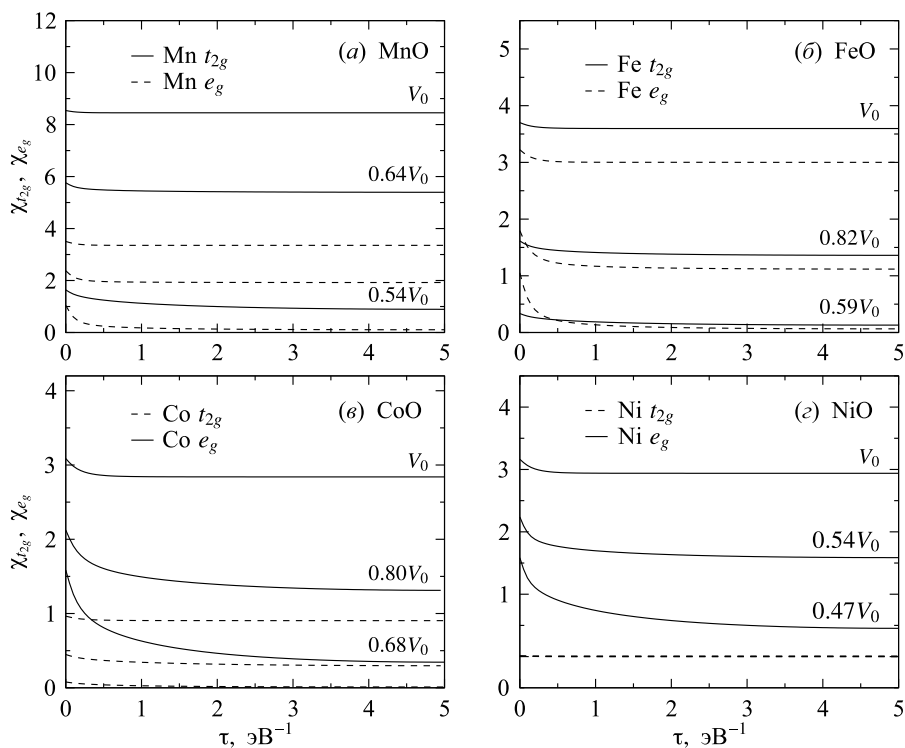 (а) MnO
Mn t2g
Mn eg
V0
0.64V0
0.54V0
12
10
8
6
4
2
0
0 1 2 3 4 5
χt2g, χeg
(б) FeO
Fe t2g
Fe eg
V0
0.82V0
0.59V0
5
4
3
2
1
0
0 1 2 3 4 5
(в) CoO
Co t2g
Co eg
V0
0.80V0
0.68V0
4
3
2
1
0
0 1 2 3 4 5
χt2g, χeg
τ, эВ−1
(г) NiO
Ni t2g
Ni eg
V0
0.54V0
0.47V0
4
3
2
1
0
0 1 2 3 4 5
τ, эВ−1